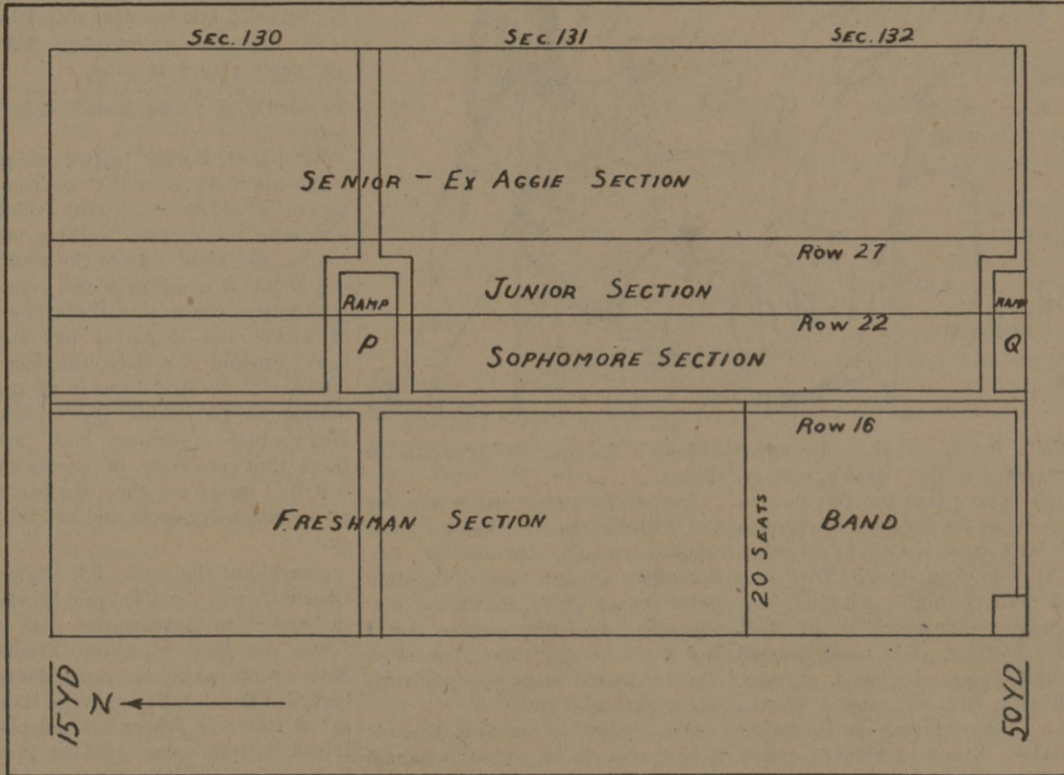 SEC. 130 SEC. 131 SEC. 132
SENIOR - EX AGGIE SECTION
ROW 27
JUNIOR SECTION
RAMP RAMP
ROW 22
P SOPHOMORE SECTION Q
ROW 16
FRESHMAN SECTION BAND
20 SEATS
15 YD N 50 YD